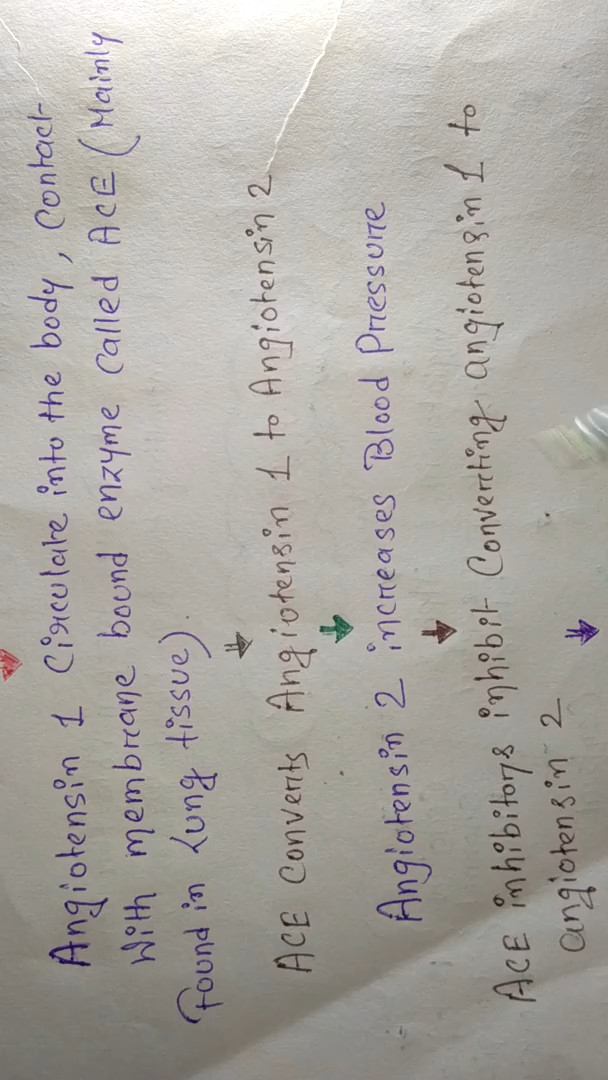 Angiotensin 1 Circulate into the body, Contact
With membrane bound enzyme Called ACE (Mainly
Found in Lung tissue).
ACE Converts Angiotensin 1 to Angiotensin 2
Angiotensin 2 increases Blood Pressure
ACE inhibitors inhibit Converting angiotensin 1 to
angiotensin 2